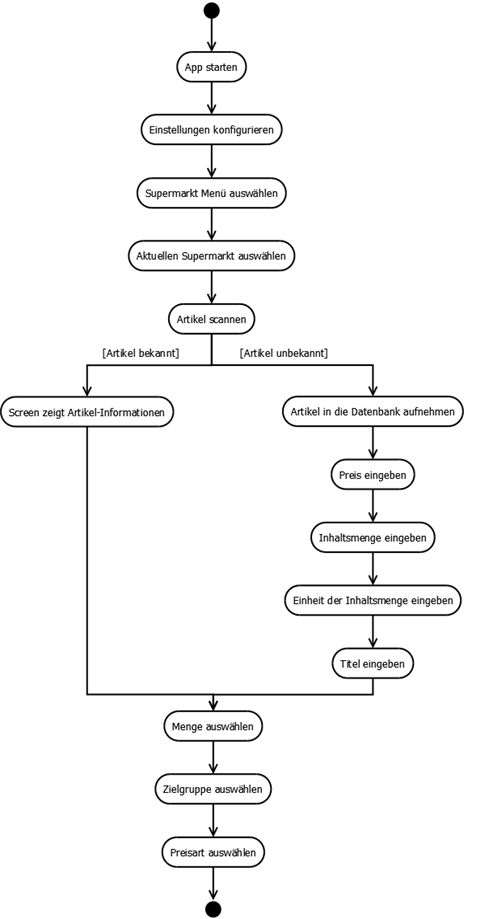 App starten
Einstellungen konfigurieren
Supermarkt Menü auswählen
Aktuellen Supermarkt auswählen
Artikel scannen
[Artikel bekannt]
[Artikel unbekannt]
Screen zeigt Artikel-Informationen
Artikel in die Datenbank aufnehmen
Preis eingeben
Inhaltsmenge eingeben
Einheit der Inhaltsmenge eingeben
Titel eingeben
Menge auswählen
Zielgruppe auswählen
Preisart auswählen